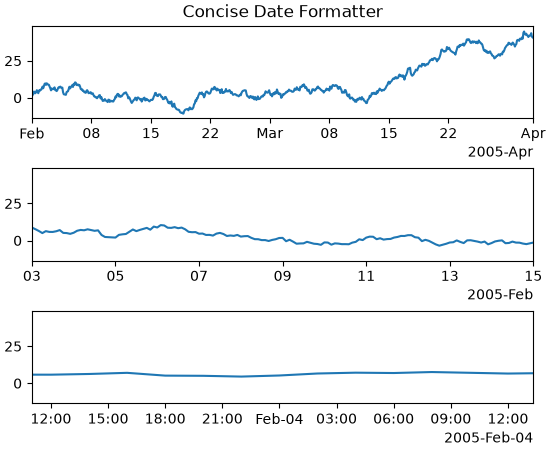 Concise Date Formatter
25
0
Feb 08 15 22 Mar 08 15 22 Apr
2005-Apr
25
0
03 05 07 09 11 13 15
2005-Feb
25
0
12:00 15:00 18:00 21:00 Feb-04 03:00 06:00 09:00 12:00
2005-Feb-04